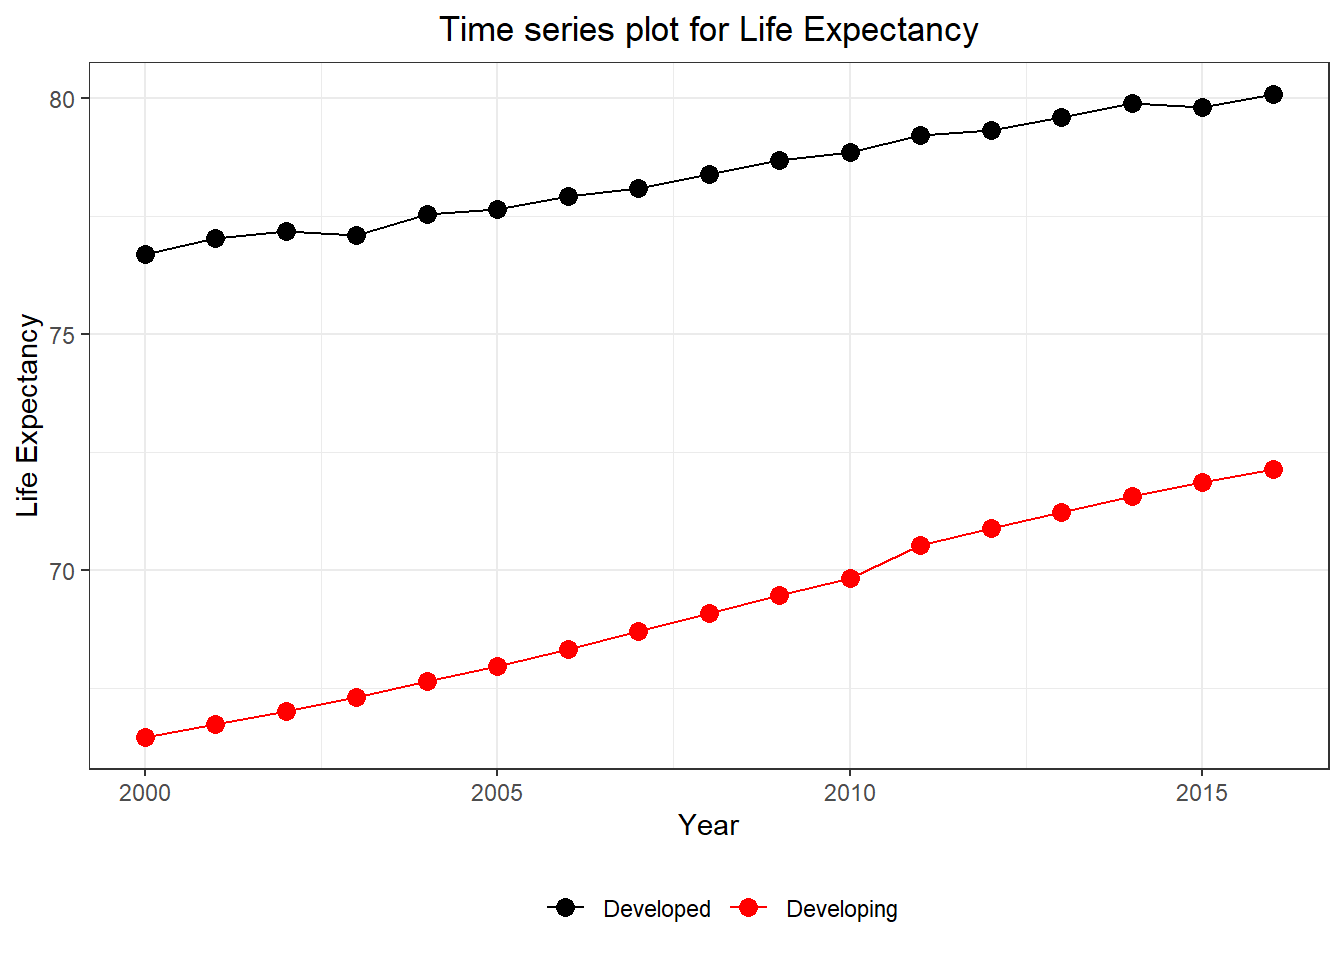 Time series plot for Life Expectancy
80
75
70
Life Expectancy
2000 2005 2010 2015
Year
Developed Developing